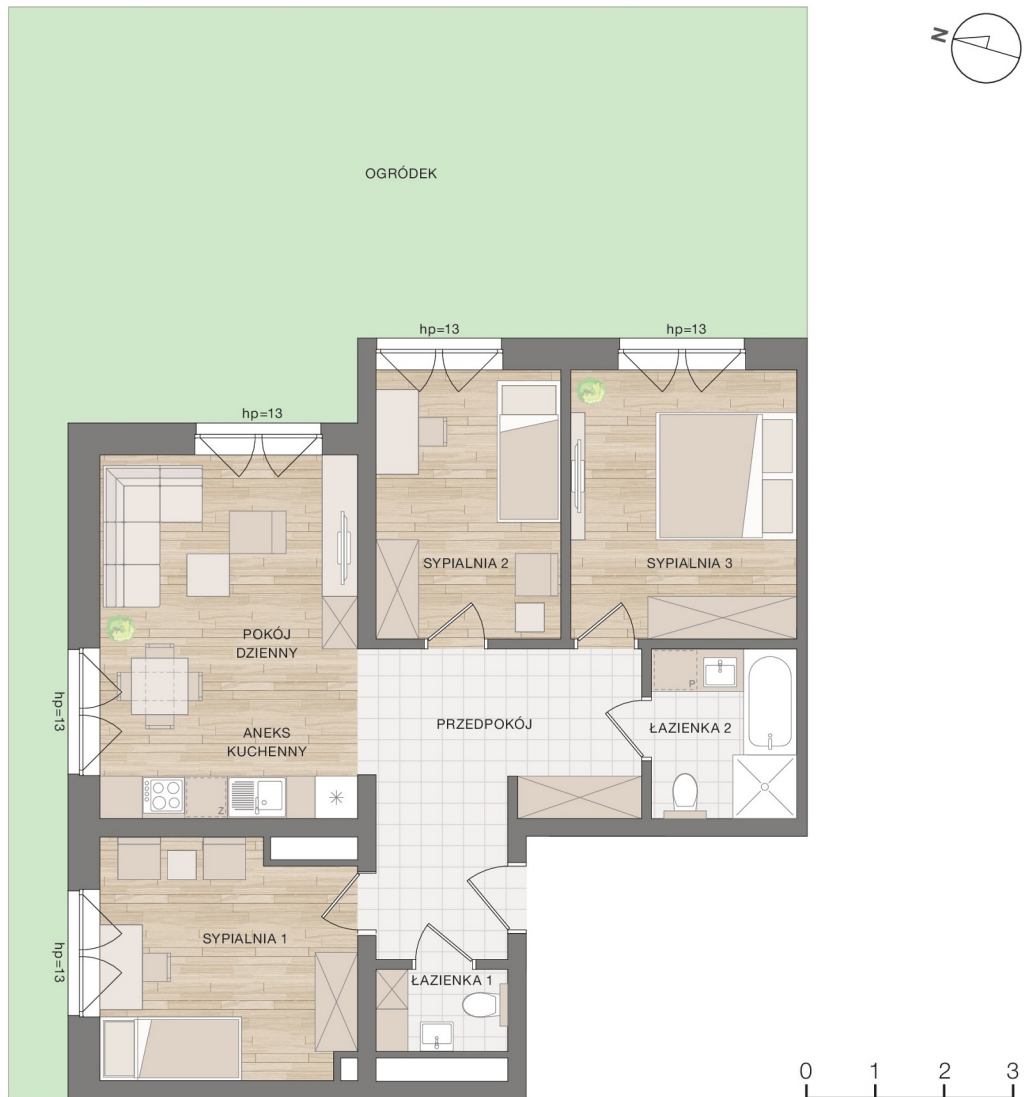 N
OGRÓDEK
hp=13
hp=13
hp=13
SYPIALNIA 2
SYPIALNIA 3
POKÓJ
DZIENNY
hp=13
PRZEDPOKÓJ
ŁAZIENKA 2
P
ANEKS
KUCHENNY
Z
SYPIALNIA 1
hp=13
ŁAZIENKA 1
0 1 2 3